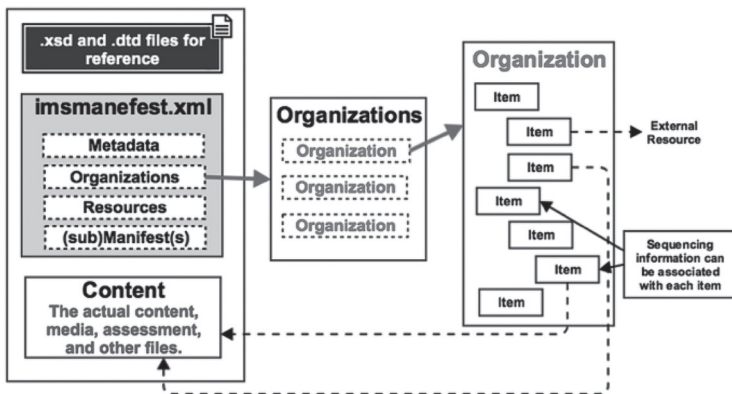 .xsd and .dtd files for
reference
imsmanefest.xml
Metadata
Organizations
Resources
(sub)Manifest(s)
Content
The actual content,
media, assessment,
and other files.
Organizations
Organization
Organization
Organization
Organization
Item
Item
Item
Item
Item
Item
Item
External
Resource
Sequencing
information can
be associated
with each item